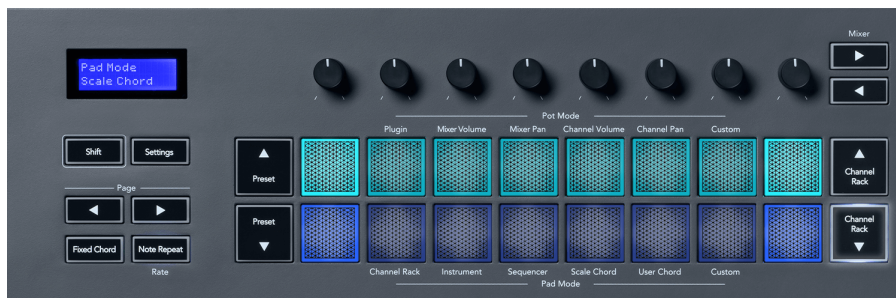 Mixer
Pad Mode
Scale Chord
Pot Mode
Plugin
Mixer Volume
Mixer Pan
Channel Volume
Channel Pan
Custom
Shift
Settings
Preset
Channel
Rack
Page
Preset
Channel
Rack
Fixed Chord
Note Repeat
Rate
Channel Rack
Instrument
Sequencer
Scale Chord
User Chord
Custom
Pad Mode